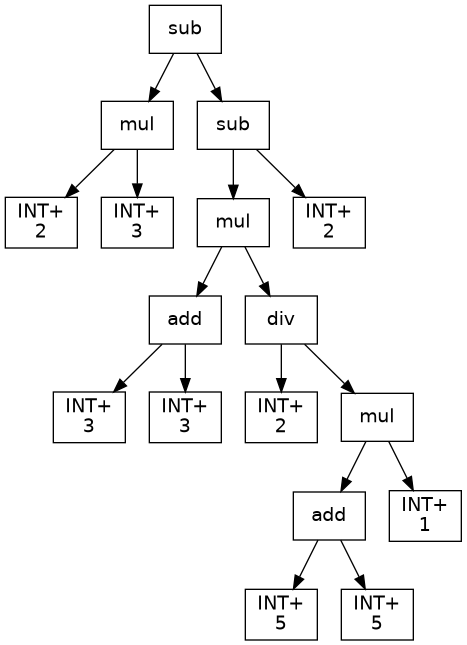 sub
mul
sub
INT+
2
INT+
3
mul
INT+
2
add
div
INT+
3
INT+
3
INT+
2
mul
add
INT+
1
INT+
5
INT+
5